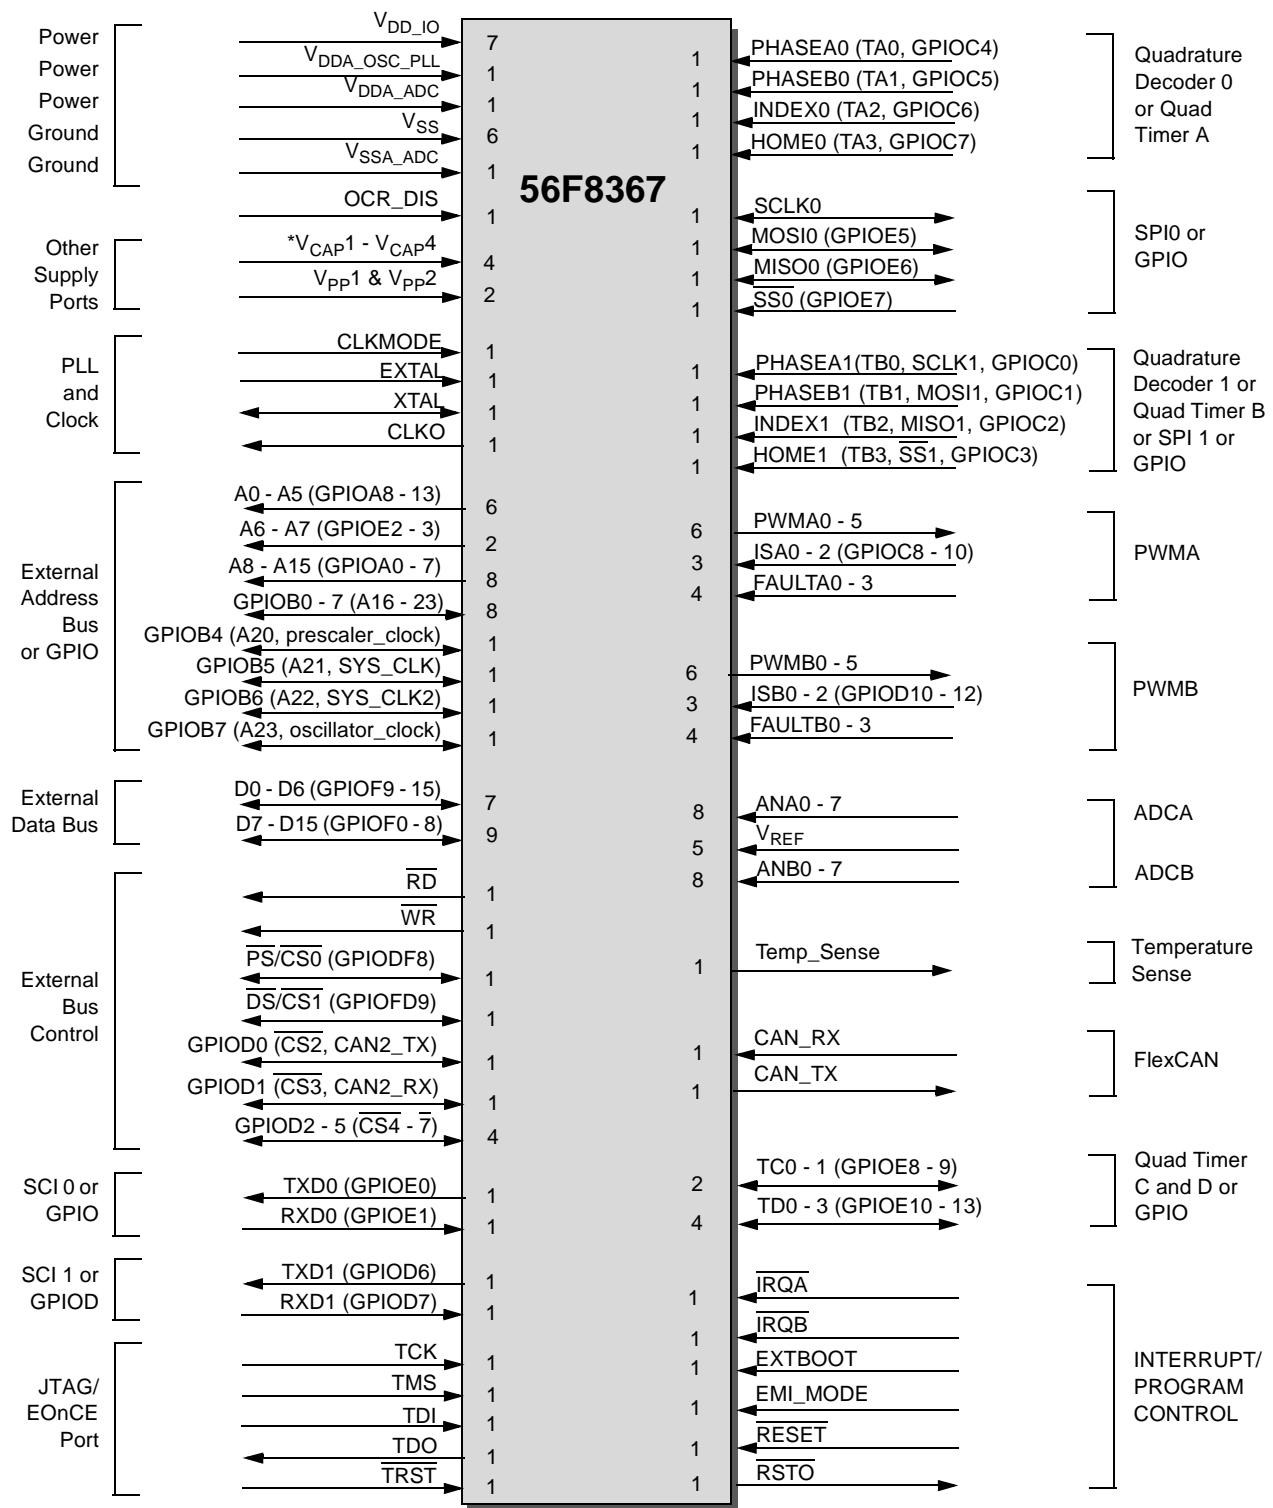 56F8367
Power
Power
Power
Ground
Ground
VDD_IO
7
VDDA_OSC_PLL
1
VDDA_ADC
1
VSS
6
VSSA_ADC
1
OCR_DIS
1
Other
Supply
Ports
*VCAP1 - VCAP4
4
VPP1 & VPP2
2
PLL
and
Clock
CLKMODE
1
EXTAL
1
XTAL
1
CLKO
1
External
Address
Bus
or GPIO
A0 - A5 (GPIOA8 - 13)
6
A6 - A7 (GPIOE2 - 3)
2
A8 - A15 (GPIOA0 - 7)
8
GPIOB0 - 7 (A16 - 23)
8
GPIOB4 (A20, prescaler_clock)
1
GPIOB5 (A21, SYS_CLK)
1
GPIOB6 (A22, SYS_CLK2)
1
GPIOB7 (A23, oscillator_clock)
1
External
Data Bus
D0 - D6 (GPIOF9 - 15)
7
D7 - D15 (GPIOF0 - 8)
9
External
Bus
Control
RD
1
WR
1
PS/CS0 (GPIODF8)
1
DS/CS1 (GPIOFD9)
1
GPIOD0 (CS2, CAN2_TX)
1
GPIOD1 (CS3, CAN2_RX)
1
GPIOD2 - 5 (CS4 - 7)
4
SCI 0 or
GPIO
TXD0 (GPIOE0)
1
RXD0 (GPIOE1)
1
SCI 1 or
GPIOD
TXD1 (GPIOD6)
1
RXD1 (GPIOD7)
1
JTAG/
EOnCE
Port
TCK
1
TMS
1
TDI
1
TDO
1
TRST
1
1
PHASEA0 (TA0, GPIOC4)
1
PHASEB0 (TA1, GPIOC5)
1
INDEX0 (TA2, GPIOC6)
1
HOME0 (TA3, GPIOC7)
Quadrature
Decoder 0
or Quad
Timer A
1
SCLK0
1
MOSI0 (GPIOE5)
1
MISO0 (GPIOE6)
1
SS0 (GPIOE7)
SPI0 or
GPIO
1
PHASEA1(TB0, SCLK1, GPIOC0)
1
PHASEB1 (TB1, MOSI1, GPIOC1)
1
INDEX1 (TB2, MISO1, GPIOC2)
1
HOME1 (TB3, SS1, GPIOC3)
Quadrature
Decoder 1 or
Quad Timer B
or SPI 1 or
GPIO
6
PWMA0 - 5
3
ISA0 - 2 (GPIOC8 - 10)
4
FAULTA0 - 3
PWMA
6
PWMB0 - 5
3
ISB0 - 2 (GPIOD10 - 12)
4
FAULTB0 - 3
PWMB
8
ANA0 - 7
5
VREF
8
ANB0 - 7
ADCA
ADCB
1
Temp_Sense
Temperature
Sense
1
CAN_RX
1
CAN_TX
FlexCAN
2
TC0 - 1 (GPIOE8 - 9)
4
TD0 - 3 (GPIOE10 - 13)
Quad Timer
C and D or
GPIO
1
IRQA
1
IRQB
1
EXTBOOT
1
EMI_MODE
1
RESET
1
RSTO
INTERRUPT/
PROGRAM
CONTROL